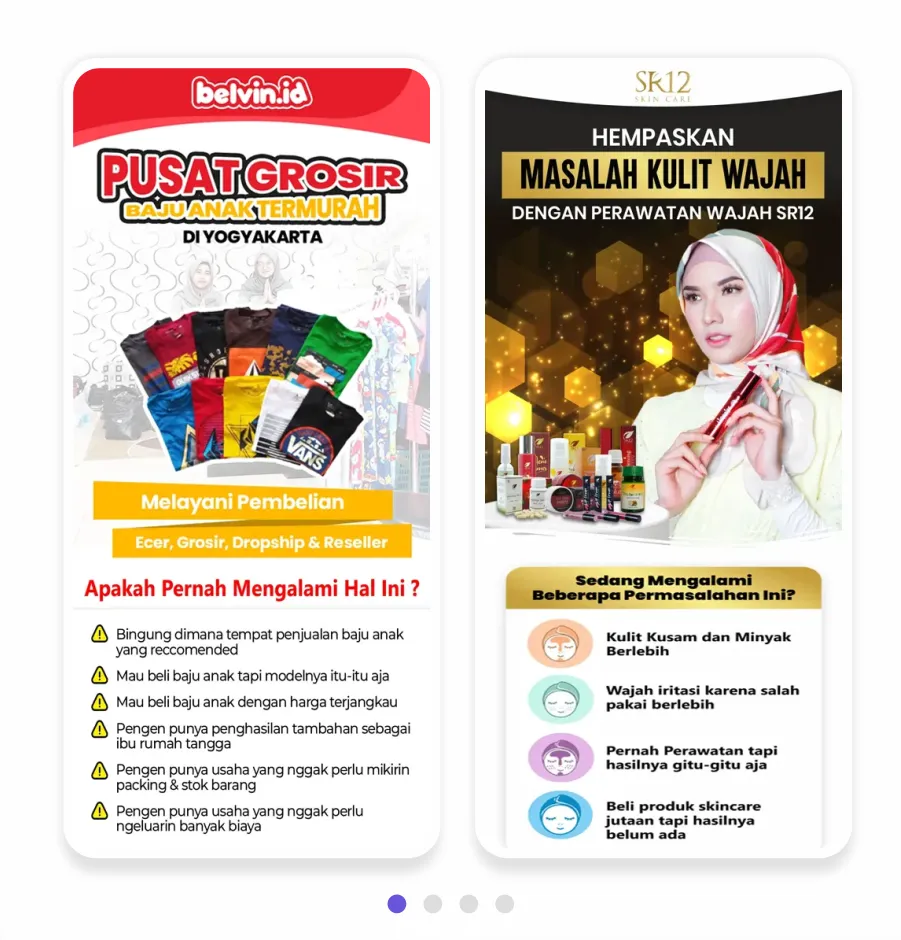 belvin.id
PUSAT GROSIR
BAJU ANAK TERMURAH
DI YOGYAKARTA
VANS
Melayani Pembelian
Ecer, Grosir, Dropship & Reseller
Apakah Pernah Mengalami Hal Ini ?
Bingung dimana tempat penjualan baju anak
yang reccomended
Mau beli baju anak tapi modelnya itu-itu aja
Mau beli baju anak dengan harga terjangkau
Pengen punya penghasilan tambahan sebagai
ibu rumah tangga
Pengen punya usaha yang nggak perlu mikirin
packing & stok barang
Pengen punya usaha yang nggak perlu
ngeluarin banyak biaya
SR12
SKIN CARE
HEMPASKAN
MASALAH KULIT WAJAH
DENGAN PERAWATAN WAJAH SR12
Sedang Mengalami
Beberapa Permasalahan Ini?
Kulit Kusam dan Minyak
Berlebih
Wajah iritasi karena salah
pakai berlebih
Pernah Perawatan tapi
hasilnya gitu-gitu aja
Beli produk skincare
jutaan tapi hasilnya
belum ada